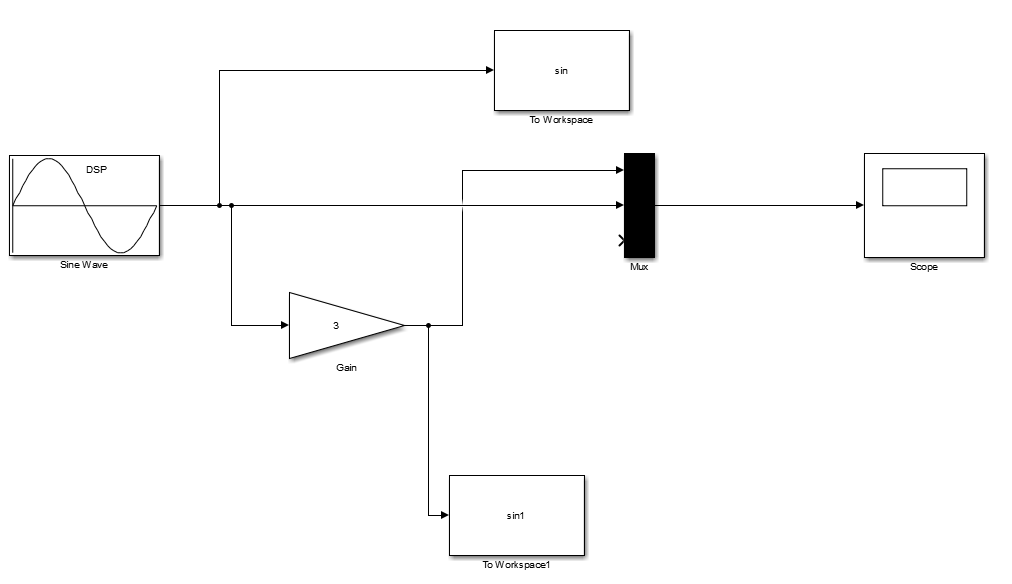 sin
To Workspace
DSP
Sine Wave
Mux
Scope
3
Gain
sin1
To Workspace1